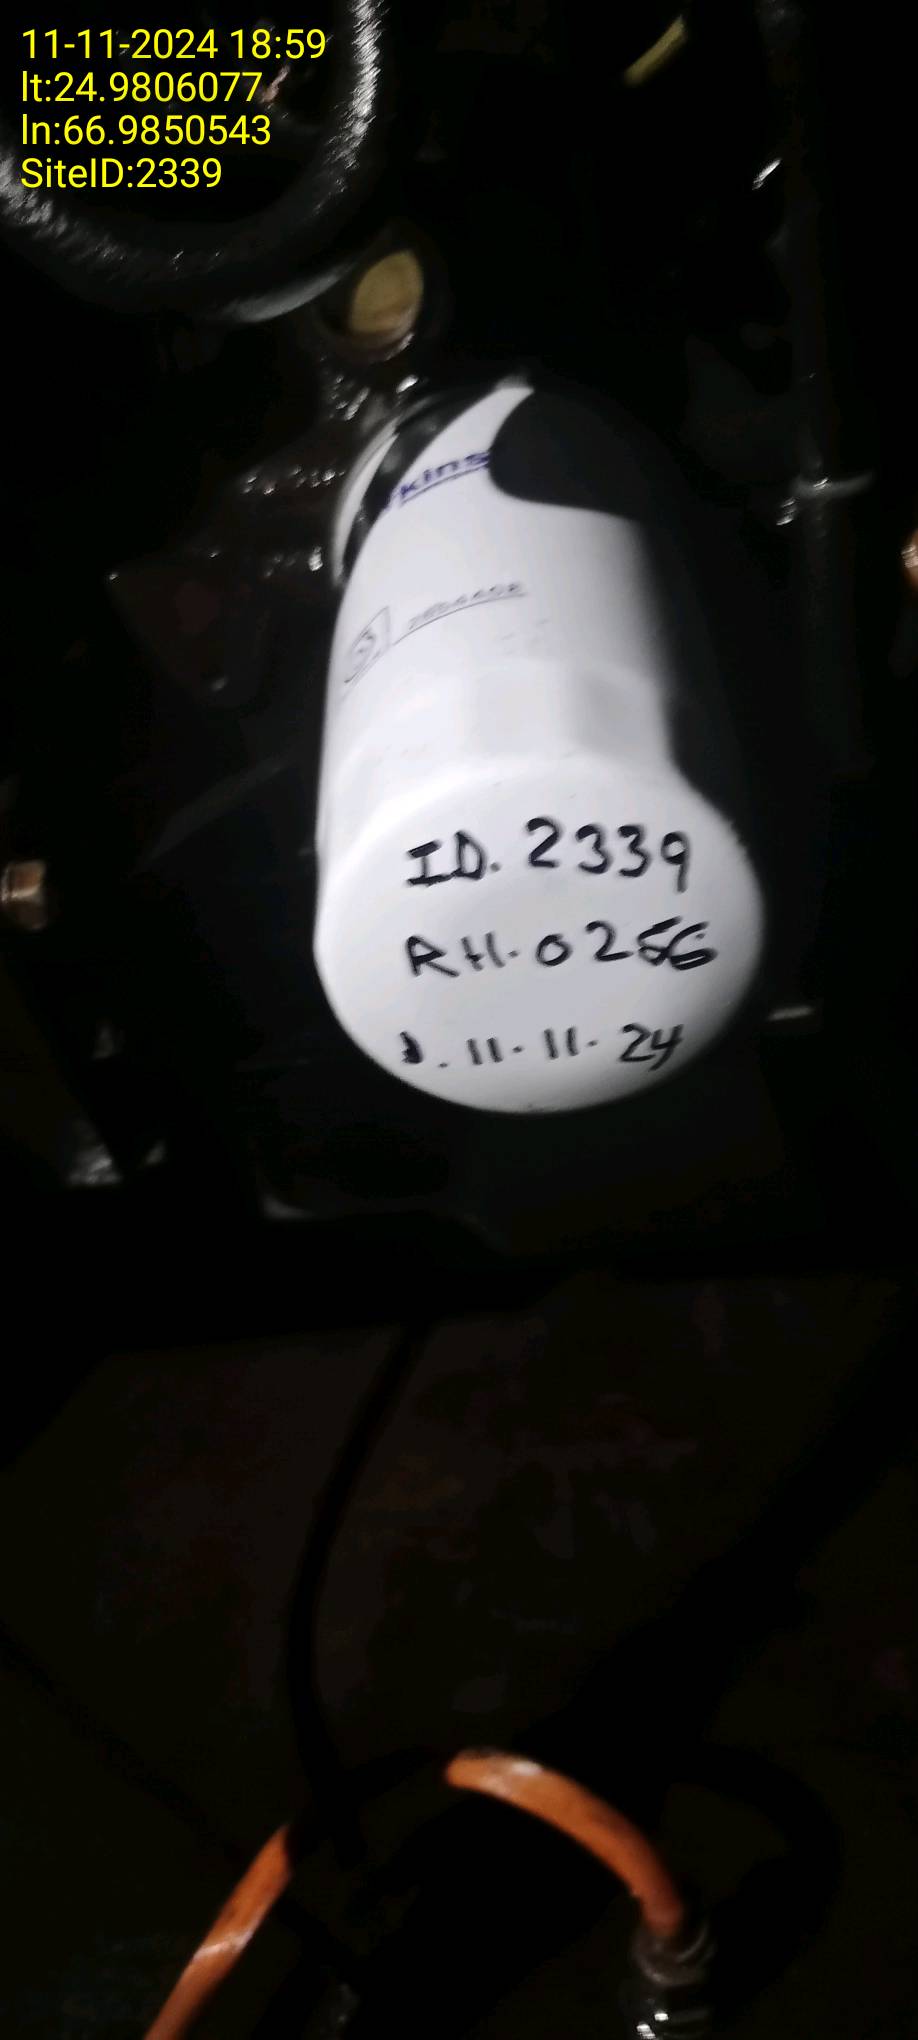 11-11-2024 18:59
lt:24.9806077
ln:66.9850543
SiteID:2339
kins
ID. 2339
RH. 0256
. 11. 11. 24